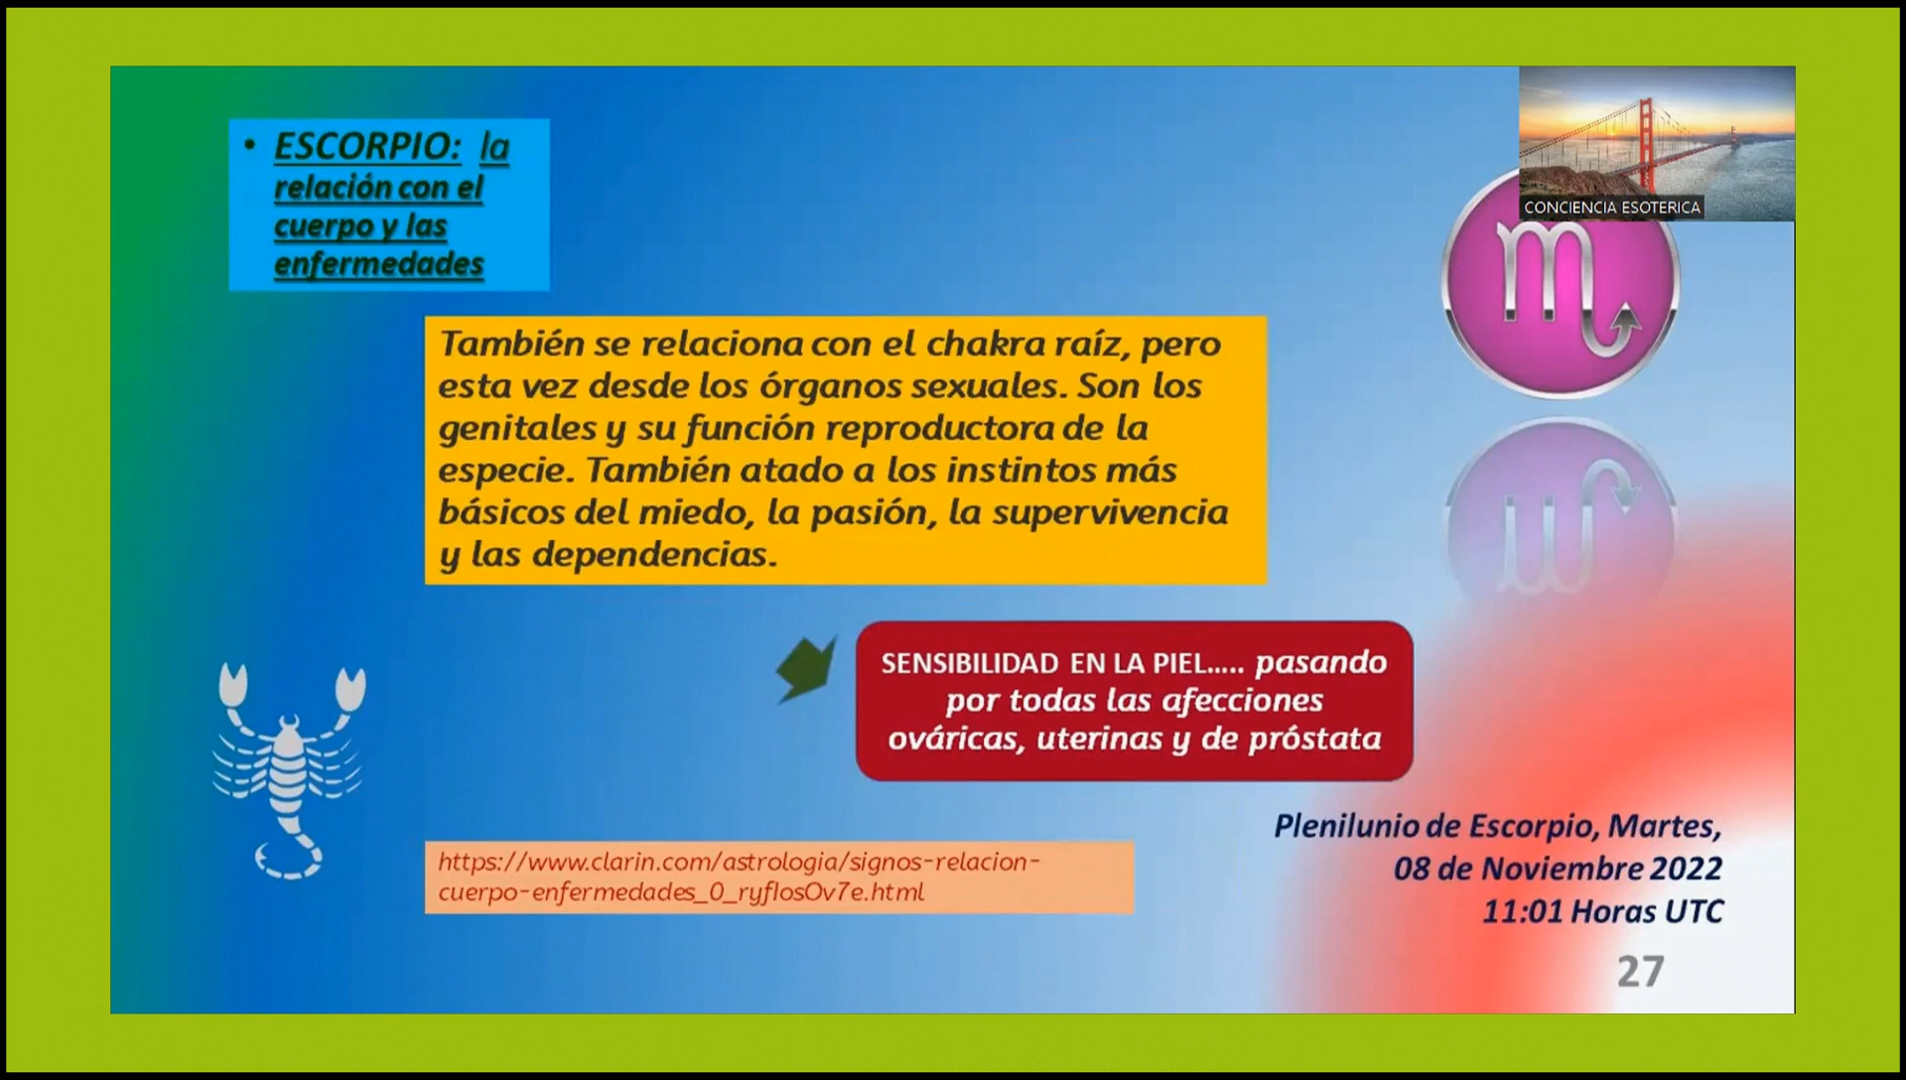 • ESCORPIO: la
relación con el
cuerpo y las
enfermedades
CONCIENCIA ESOTERICA
También se relaciona con el chakra raíz, pero
esta vez desde los órganos sexuales. Son los
genitales y su función reproductora de la
especie. También atado a los instintos más
básicos del miedo, la pasión, la supervivencia
y las dependencias.
SENSIBILIDAD EN LA PIEL..... pasando
por todas las afecciones
ováricas, uterinas y de próstata
https://www.clarin.com/astrologia/signos-relacion-
cuerpo-enfermedades_0_ryflosOv7e.html
Plenilunio de Escorpio, Martes,
08 de Noviembre 2022
11:01 Horas UTC
27